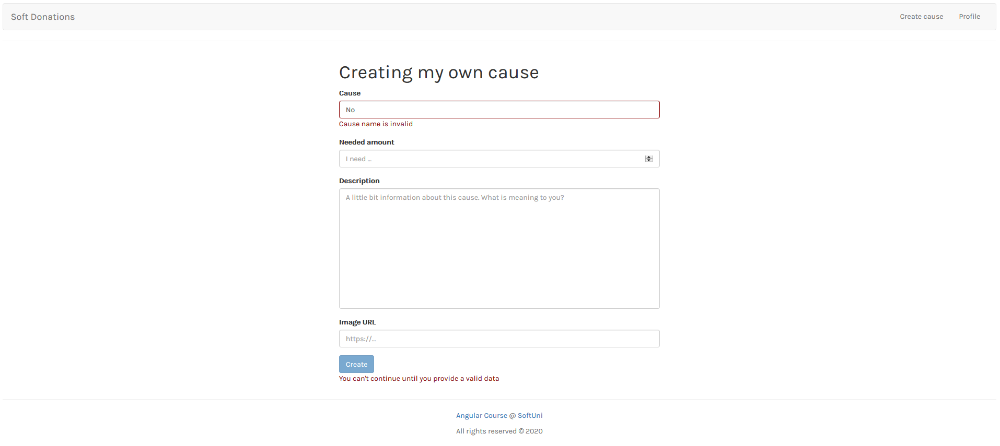 Soft Donations
Create cause
Profile
Creating my own cause
Cause
No
Cause name is invalid
Needed amount
I need ...
Description
A little bit information about this cause. What is meaning to you?
Image URL
https://...
Create
You can't continue until you provide a valid data
Angular Course @ SoftUni
All rights reserved © 2020